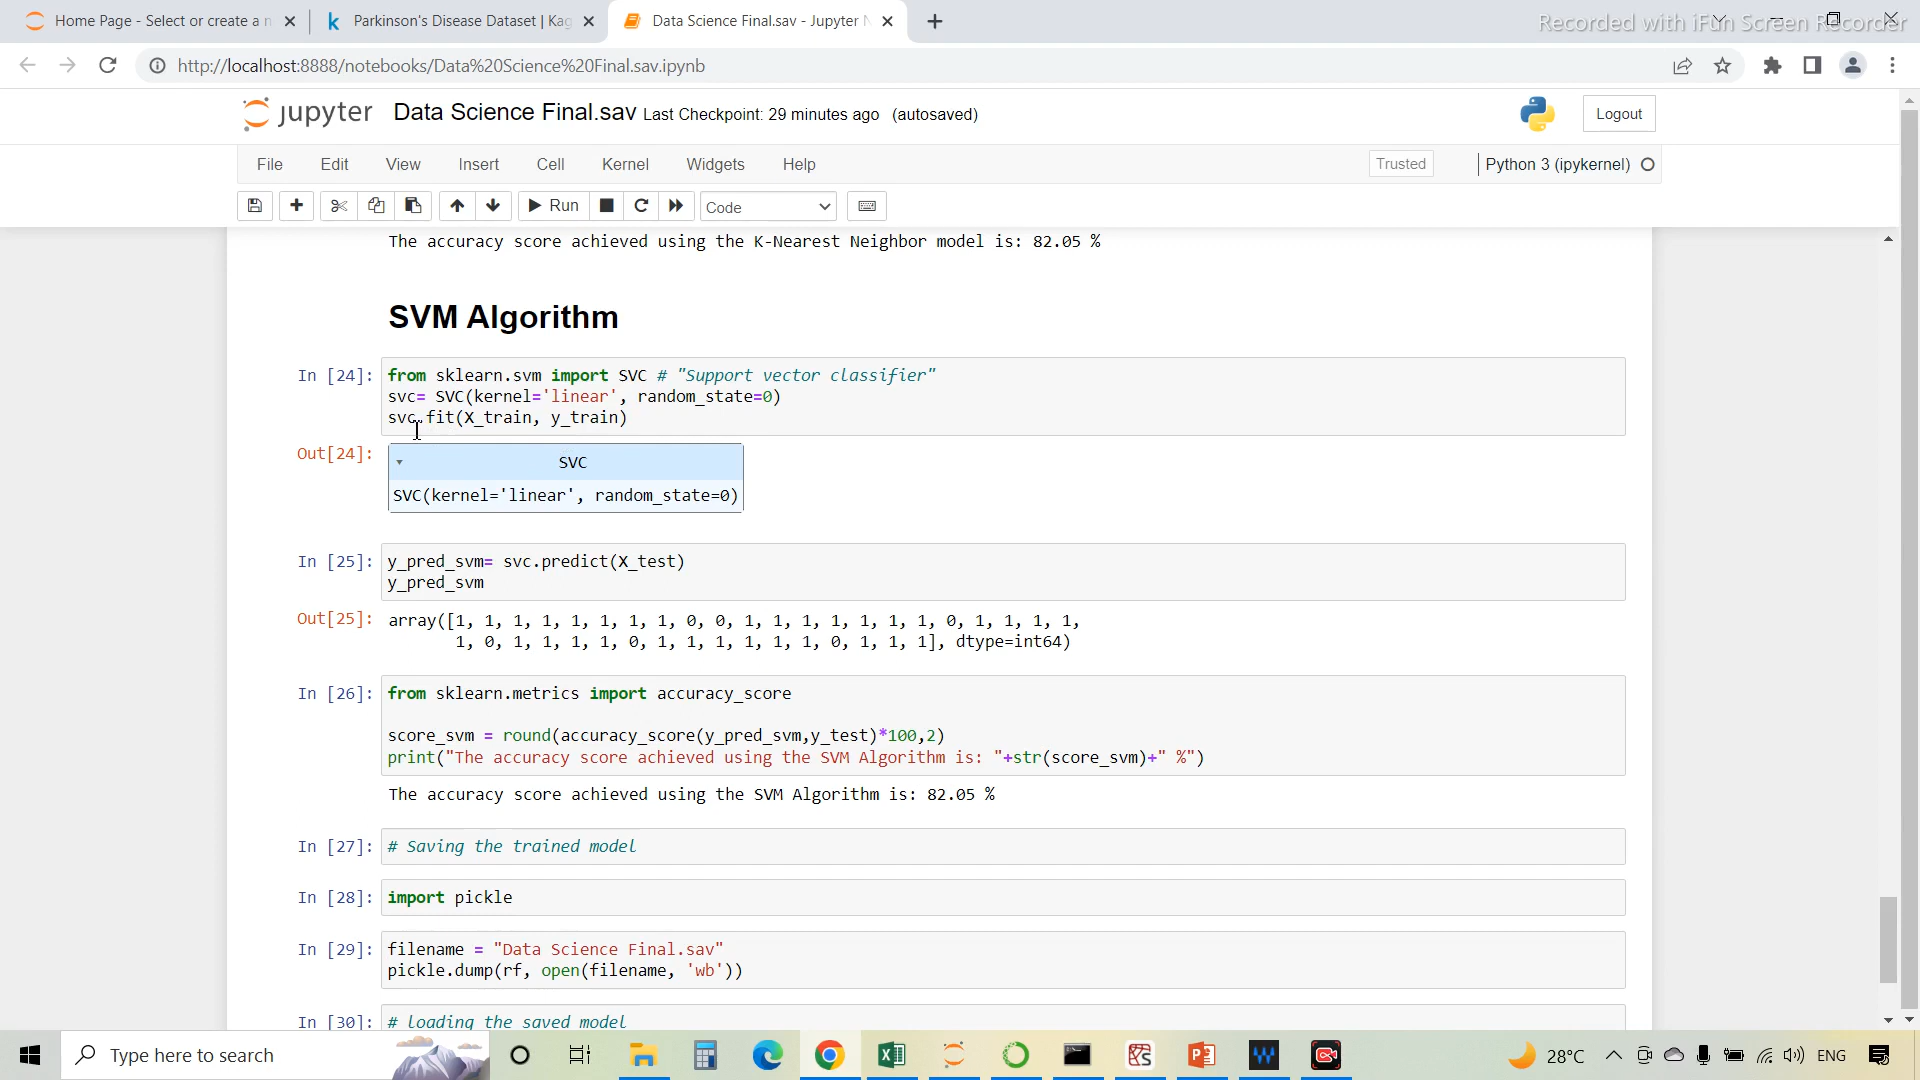 Home Page - Select or create a n
Parkinson's Disease Dataset | Kag
Data Science Final.sav - Jupyter N
Recorded with iFun Screen Recorder
http://localhost:8888/notebooks/Data%20Science%20Final.sav.ipynb
jupyter Data Science Final.sav Last Checkpoint: 29 minutes ago (autosaved)
Logout
File Edit View Insert Cell Kernel Widgets Help
Trusted
Python 3 (ipykernel)
Run
Code
The accuracy score achieved using the K-Nearest Neighbor model is: 82.05 %
SVM Algorithm
In [24]: from sklearn.svm import SVC # "Support vector classifier"
svc= SVC(kernel='linear', random_state=0)
svc.fit(X_train, y_train)
Out[24]:
SVC
SVC(kernel='linear', random_state=0)
In [25]: y_pred_svm= svc.predict(X_test)
y_pred_svm
Out[25]: array([1, 1, 1, 1, 1, 1, 1, 1, 0, 0, 1, 1, 1, 1, 1, 1, 1, 0, 1, 1, 1, 1,
1, 0, 1, 1, 1, 1, 0, 1, 1, 1, 1, 1, 1, 0, 1, 1, 1], dtype=int64)
In [26]: from sklearn.metrics import accuracy_score
score_svm = round(accuracy_score(y_pred_svm,y_test)*100,2)
print("The accuracy score achieved using the SVM Algorithm is: "+str(score_svm)+" %")
The accuracy score achieved using the SVM Algorithm is: 82.05 %
In [27]: # Saving the trained model
In [28]: import pickle
In [29]: filename = "Data Science Final.sav"
pickle.dump(rf, open(filename, 'wb'))
In [30]: # loading the saved model
Type here to search
28°C
ENG